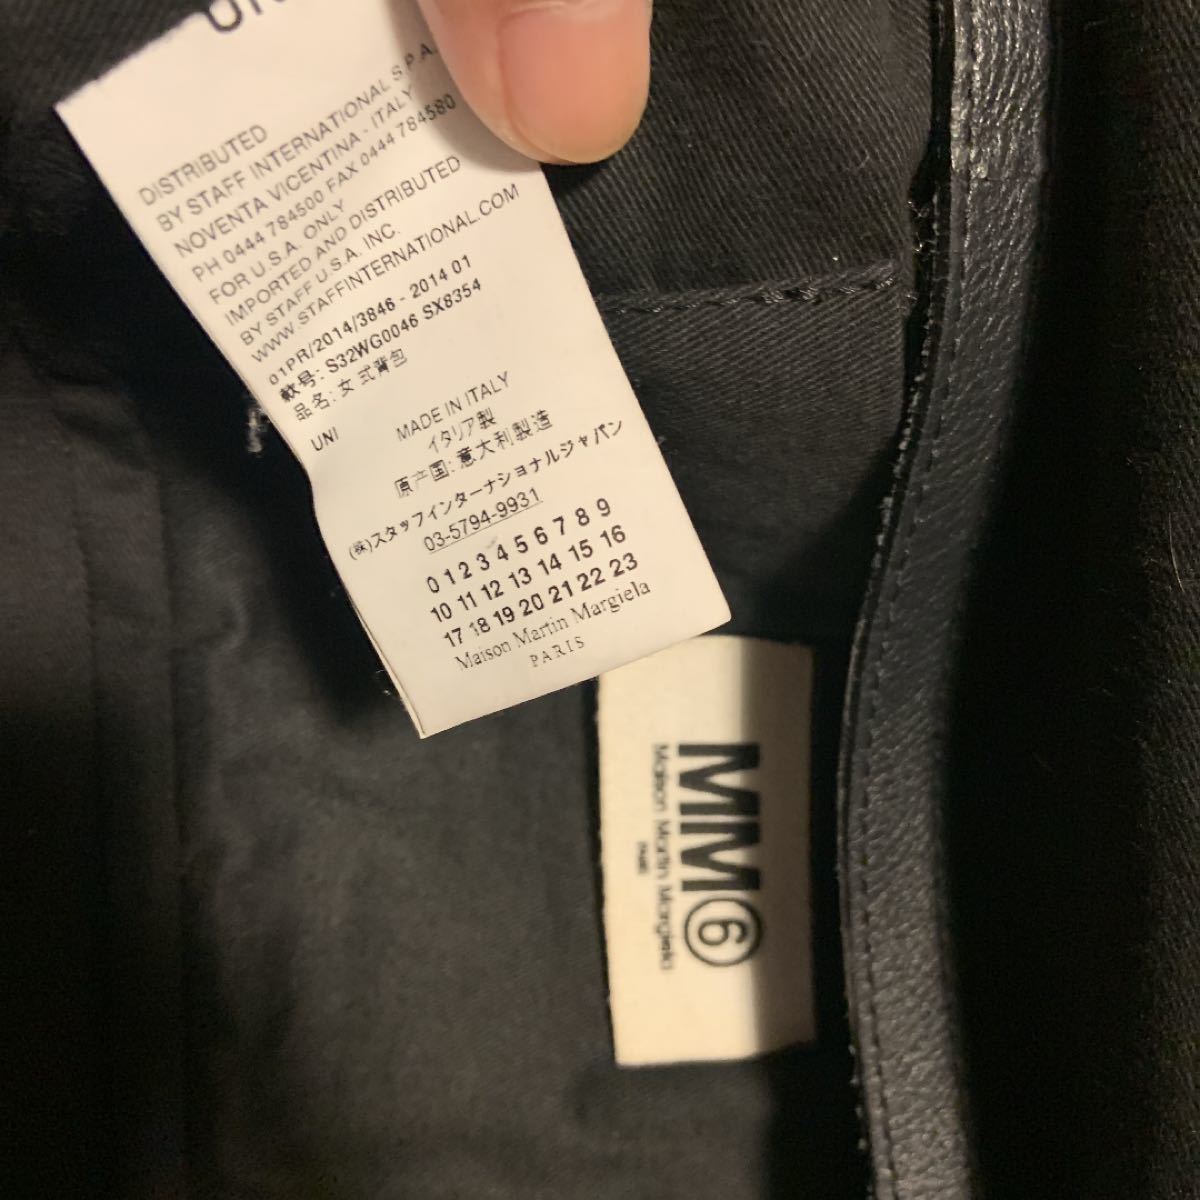 DISTRIBUTED
BY STAFF INTERNATIONAL S.P.A.
NOVENTA VICENTINA - ITALY
PH 0444 784500 FAX 0444 784580
FOR U.S.A. ONLY
IMPORTED AND DISTRIBUTED
BY STAFF U.S.A. INC.
WWW.STAFFINTERNATIONAL.COM
01PR/2014/3846 - 2014 01
款号: S32WG0046 SX8354
品名: 女式背包
UNI
MADE IN ITALY
イタリア製
原产国: 意大利製造
(株)スタッフインターナショナルジャパン
03-5794-9931
0 1 2 3 4 5 6 7 8 9
10 11 12 13 14 15 16
17 18 19 20 21 22 23
Maison Martin Margiela
PARIS
MM⑥
Maison Martin Margiela
PARIS